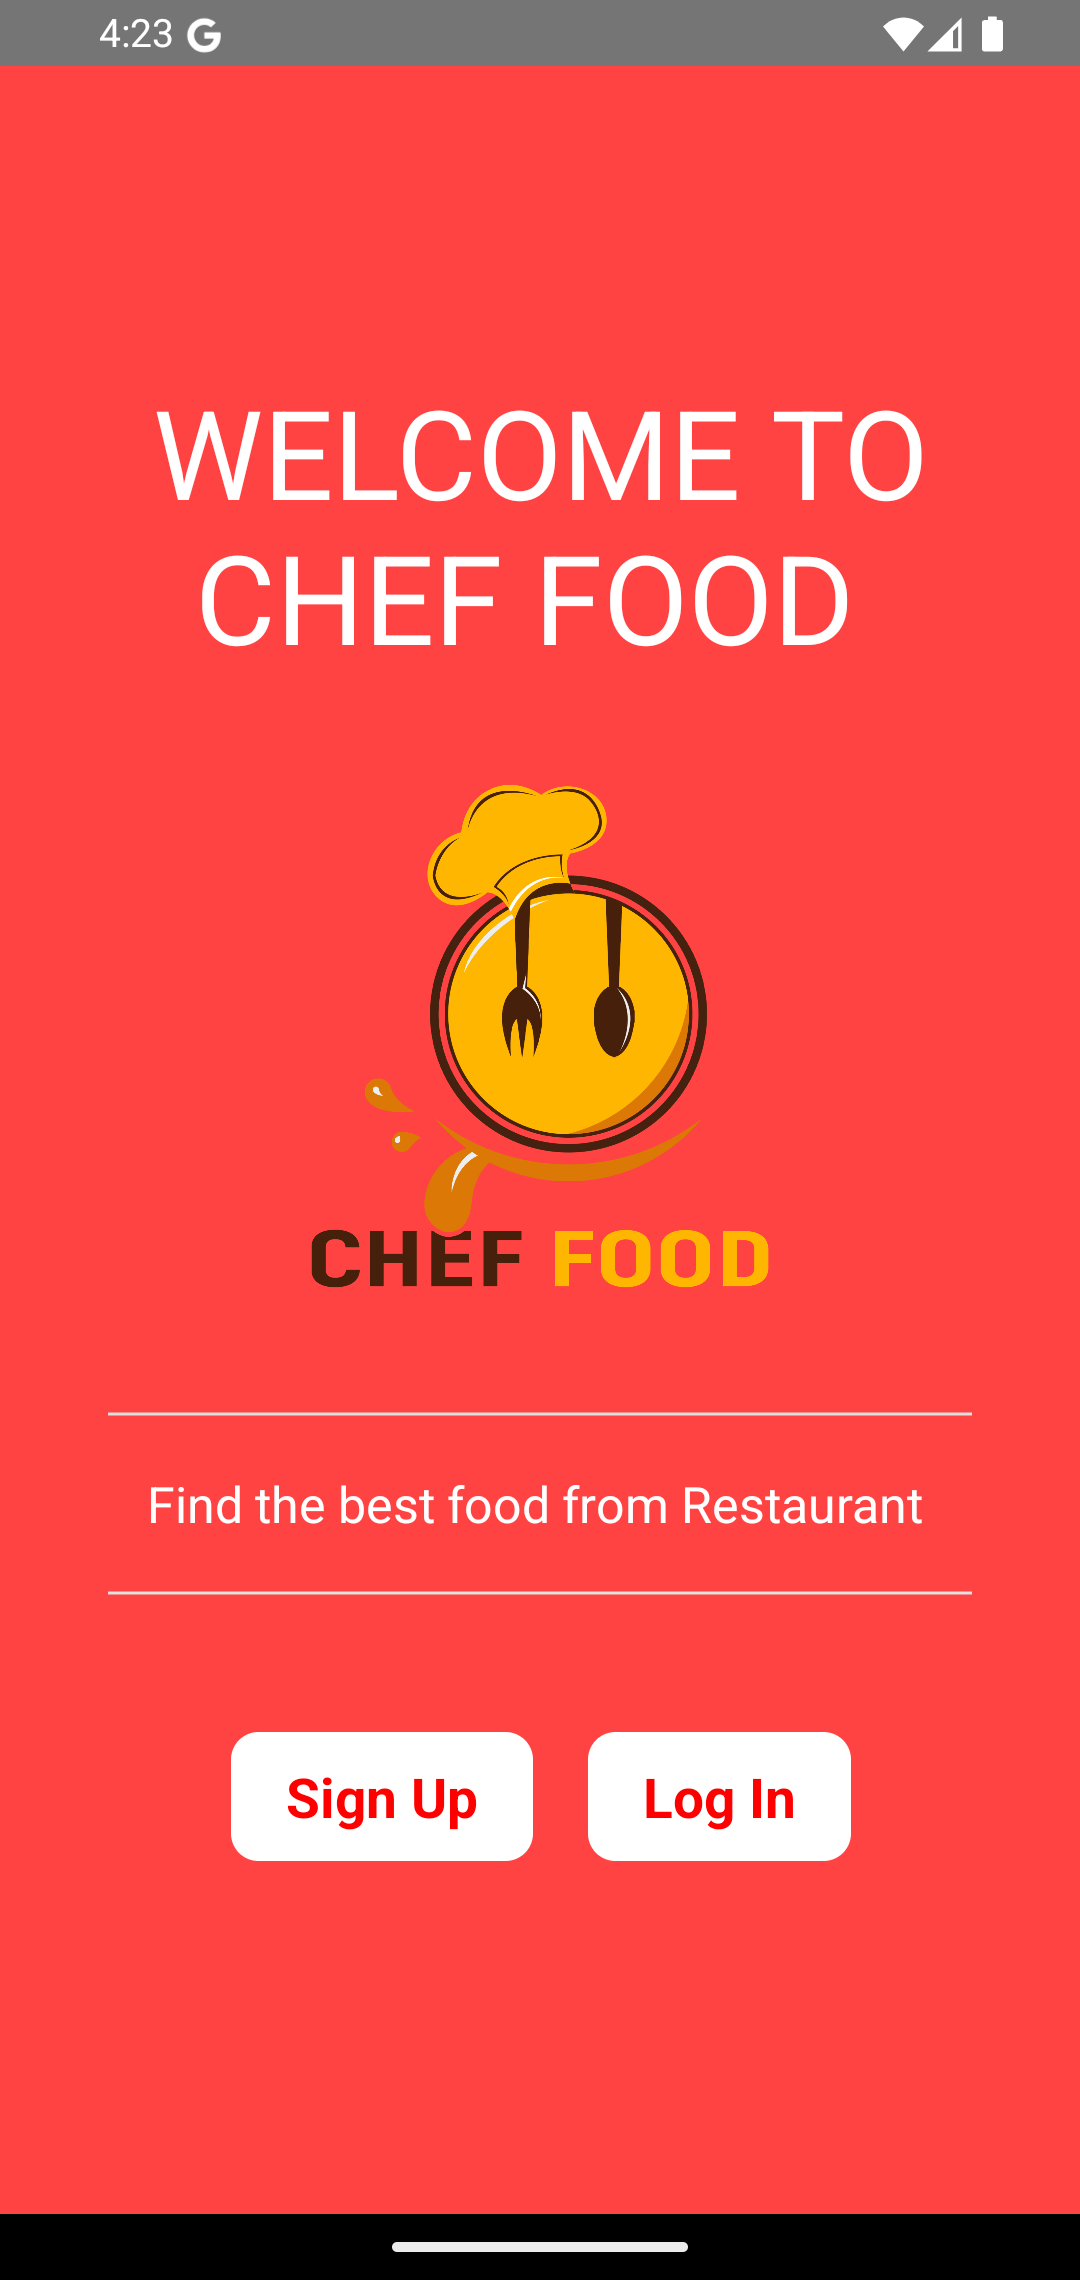 4:23
WELCOME TO
CHEF FOOD
CHEF FOOD
Find the best food from Restaurant
Sign Up Log In